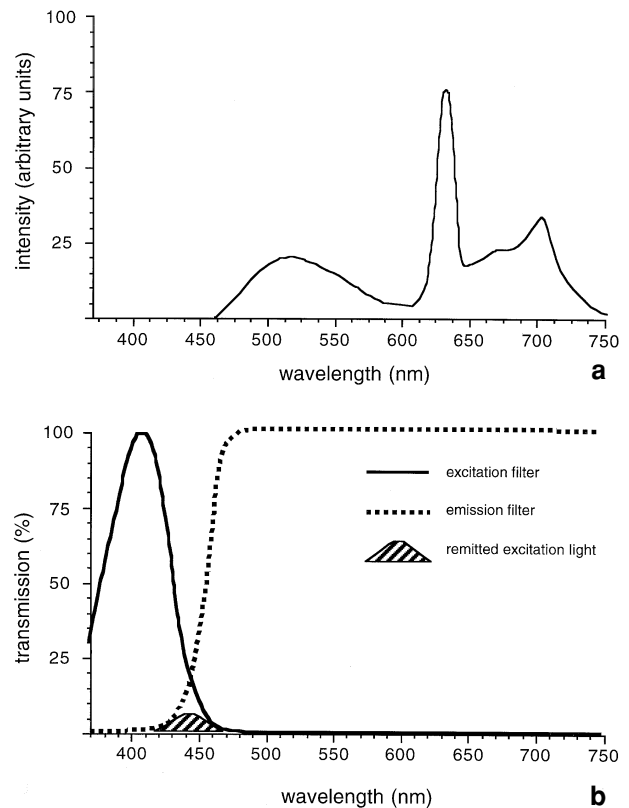 100
75
50
25
intensity (arbitrary units)
400 450 500 550 600 650 700 750
wavelength (nm)
a
100
75
50
25
transmission (%)
excitation filter
emission filter
remitted excitation light
400 450 500 550 600 650 700 750
wavelength (nm)
b